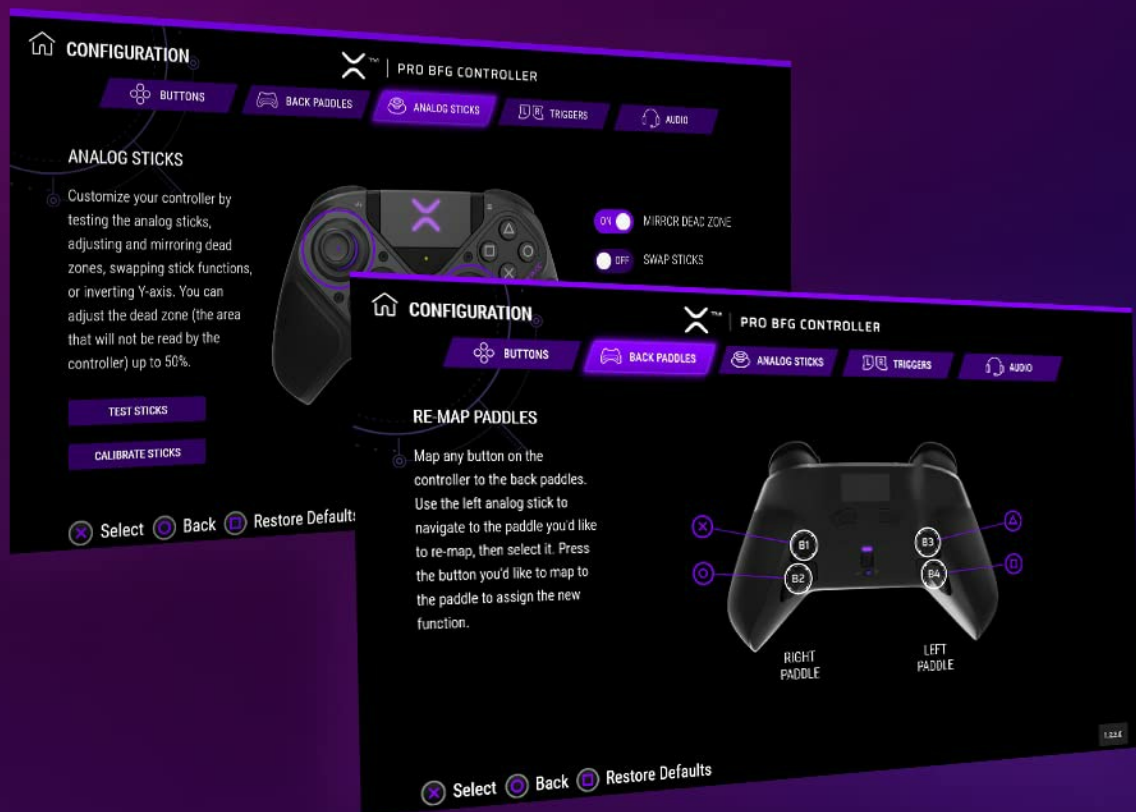 CONFIGURATION
™ | PRO BFG CONTROLLER
BUTTONS
BACK PADDLES
ANALOG STICKS
L R TRIGGERS
AUDIO
ANALOG STICKS
Customize your controller by
testing the analog sticks,
adjusting and mirroring dead
zones, swapping stick functions,
or inverting Y-axis. You can
adjust the dead zone (the area
that will not be read by the
controller) up to 50%.
TEST STICKS
CALIBRATE STICKS
ON MIRROR DEAD ZONE
OFF SWAP STICKS
Select Back Restore Defaults
CONFIGURATION
™ | PRO BFG CONTROLLER
BUTTONS
BACK PADDLES
ANALOG STICKS
L R TRIGGERS
AUDIO
RE-MAP PADDLES
Map any button on the
controller to the back paddles.
Use the left analog stick to
navigate to the paddle you'd like
to re-map, then select it. Press
the button you'd like to map to
the paddle to assign the new
function.
B1
B2
B3
B4
RIGHT
PADDLE
LEFT
PADDLE
Select Back Restore Defaults